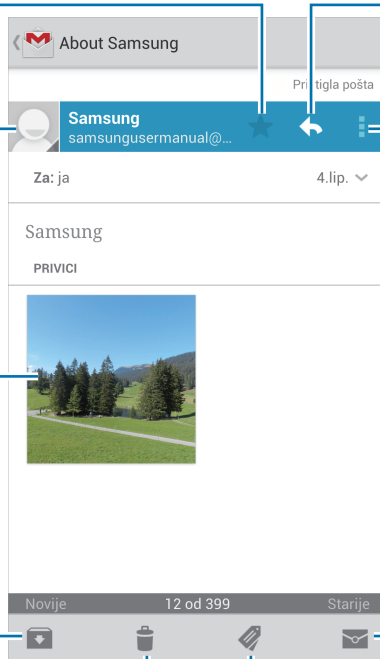 About Samsung
Pristigla pošta
Samsung
samsungusermanual@...
Za: ja 4.lip.
Samsung
PRIVICI
Novije 12 od 399 Starije